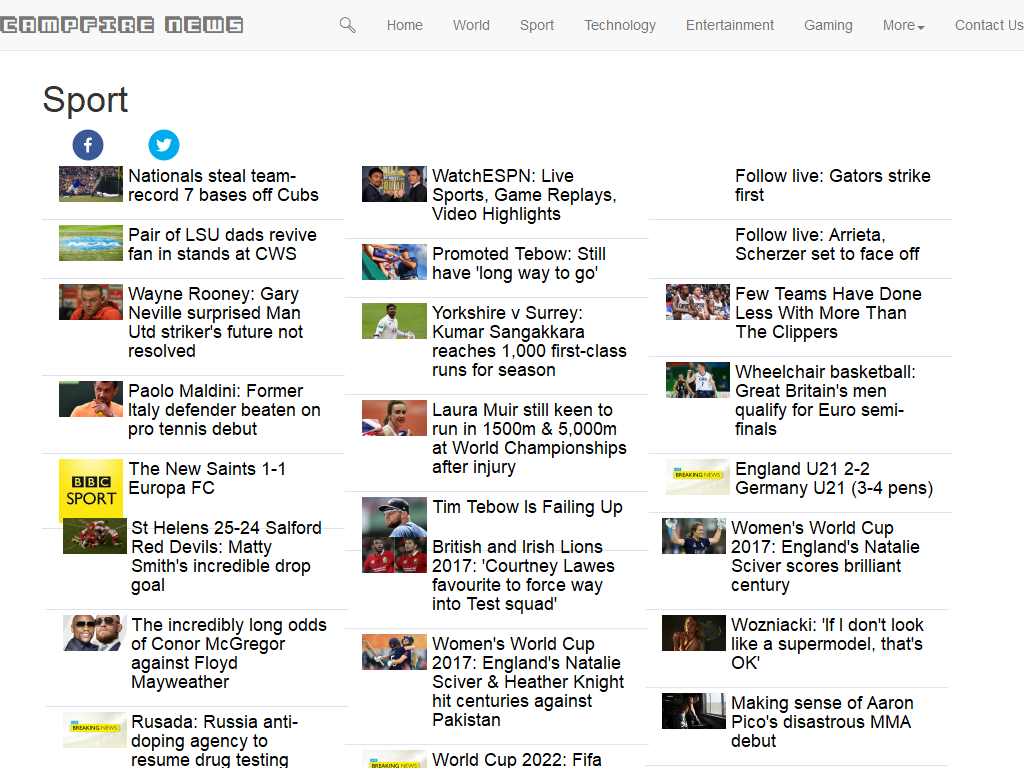 CAMPFIRE NEWS
Home
World
Sport
Technology
Entertainment
Gaming
More
Contact Us
Sport
Nationals steal team-
record 7 bases off Cubs
Pair of LSU dads revive
fan in stands at CWS
Wayne Rooney: Gary
Neville surprised Man
Utd striker's future not
resolved
Paolo Maldini: Former
Italy defender beaten on
pro tennis debut
BBC
SPORT
The New Saints 1-1
Europa FC
St Helens 25-24 Salford
Red Devils: Matty
Smith's incredible drop
goal
The incredibly long odds
of Conor McGregor
against Floyd
Mayweather
BREAKING NEWS
Rusada: Russia anti-
doping agency to
resume drug testing
WatchESPN: Live
Sports, Game Replays,
Video Highlights
Promoted Tebow: Still
have 'long way to go'
Yorkshire v Surrey:
Kumar Sangakkara
reaches 1,000 first-class
runs for season
Laura Muir still keen to
run in 1500m & 5,000m
at World Championships
after injury
Tim Tebow Is Failing Up
British and Irish Lions
2017: 'Courtney Lawes
favourite to force way
into Test squad'
Women's World Cup
2017: England's Natalie
Sciver & Heather Knight
hit centuries against
Pakistan
BREAKING NEWS
World Cup 2022: Fifa
Follow live: Gators strike
first
Follow live: Arrieta,
Scherzer set to face off
Few Teams Have Done
Less With More Than
The Clippers
Wheelchair basketball:
Great Britain's men
qualify for Euro semi-
finals
BREAKING NEWS
England U21 2-2
Germany U21 (3-4 pens)
Women's World Cup
2017: England's Natalie
Sciver scores brilliant
century
Wozniacki: 'If I don't look
like a supermodel, that's
OK'
Making sense of Aaron
Pico's disastrous MMA
debut